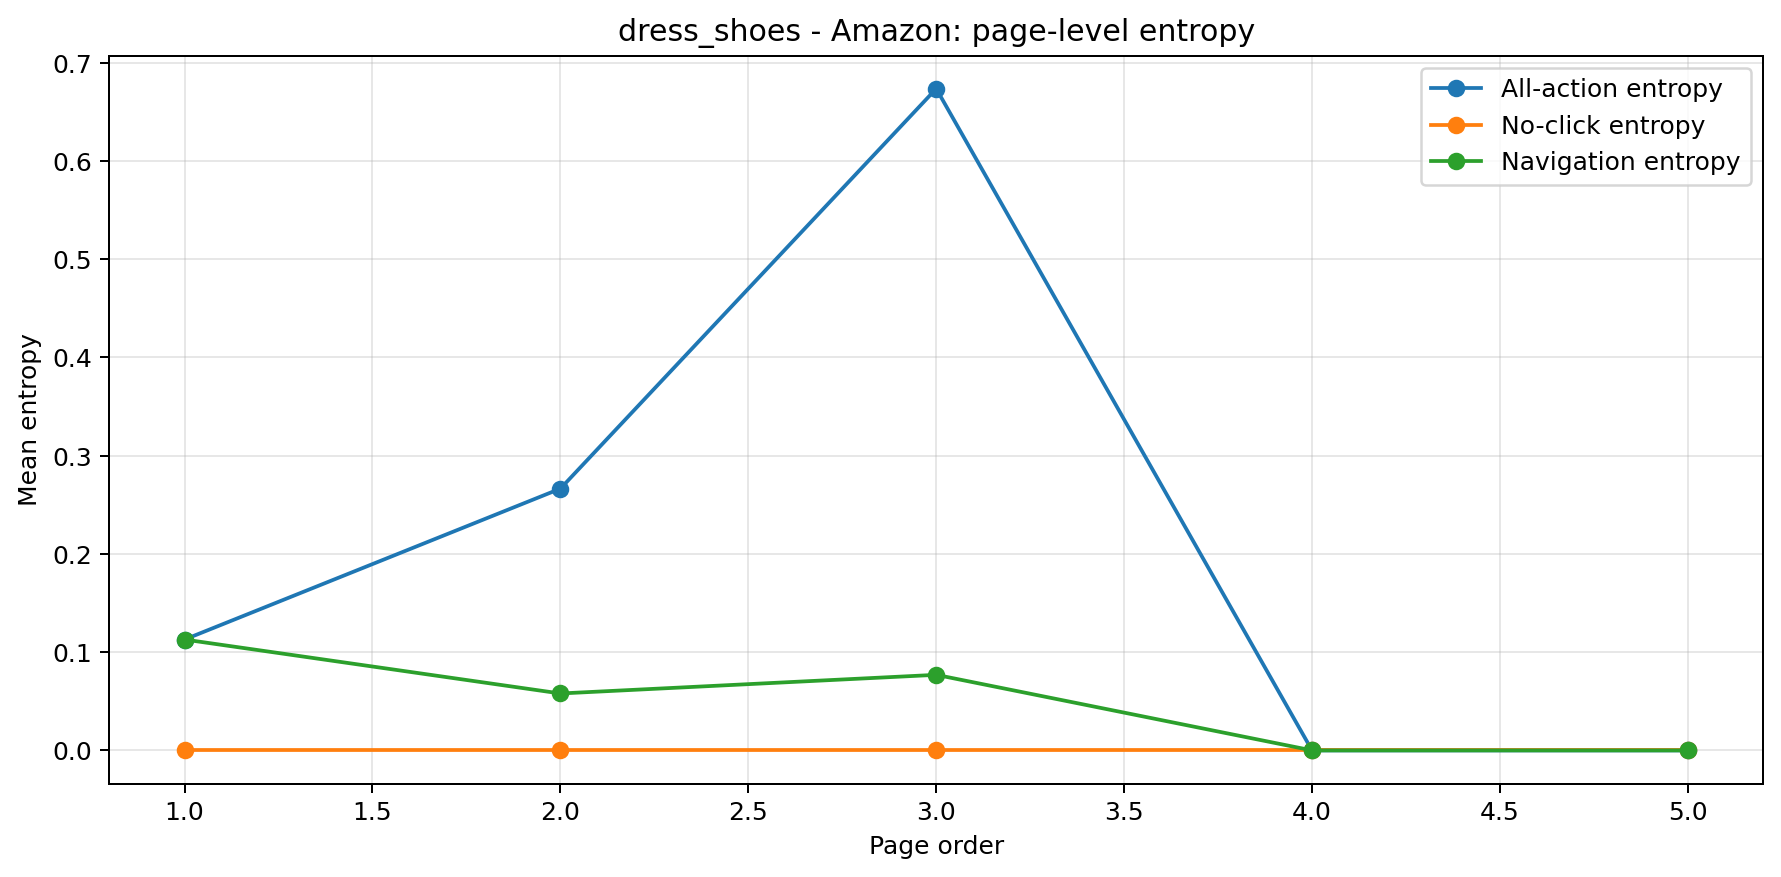 dress_shoes - Amazon: page-level entropy
All-action entropy
No-click entropy
Navigation entropy
Mean entropy
0.7
0.6
0.5
0.4
0.3
0.2
0.1
0.0
1.0 1.5 2.0 2.5 3.0 3.5 4.0 4.5 5.0
Page order